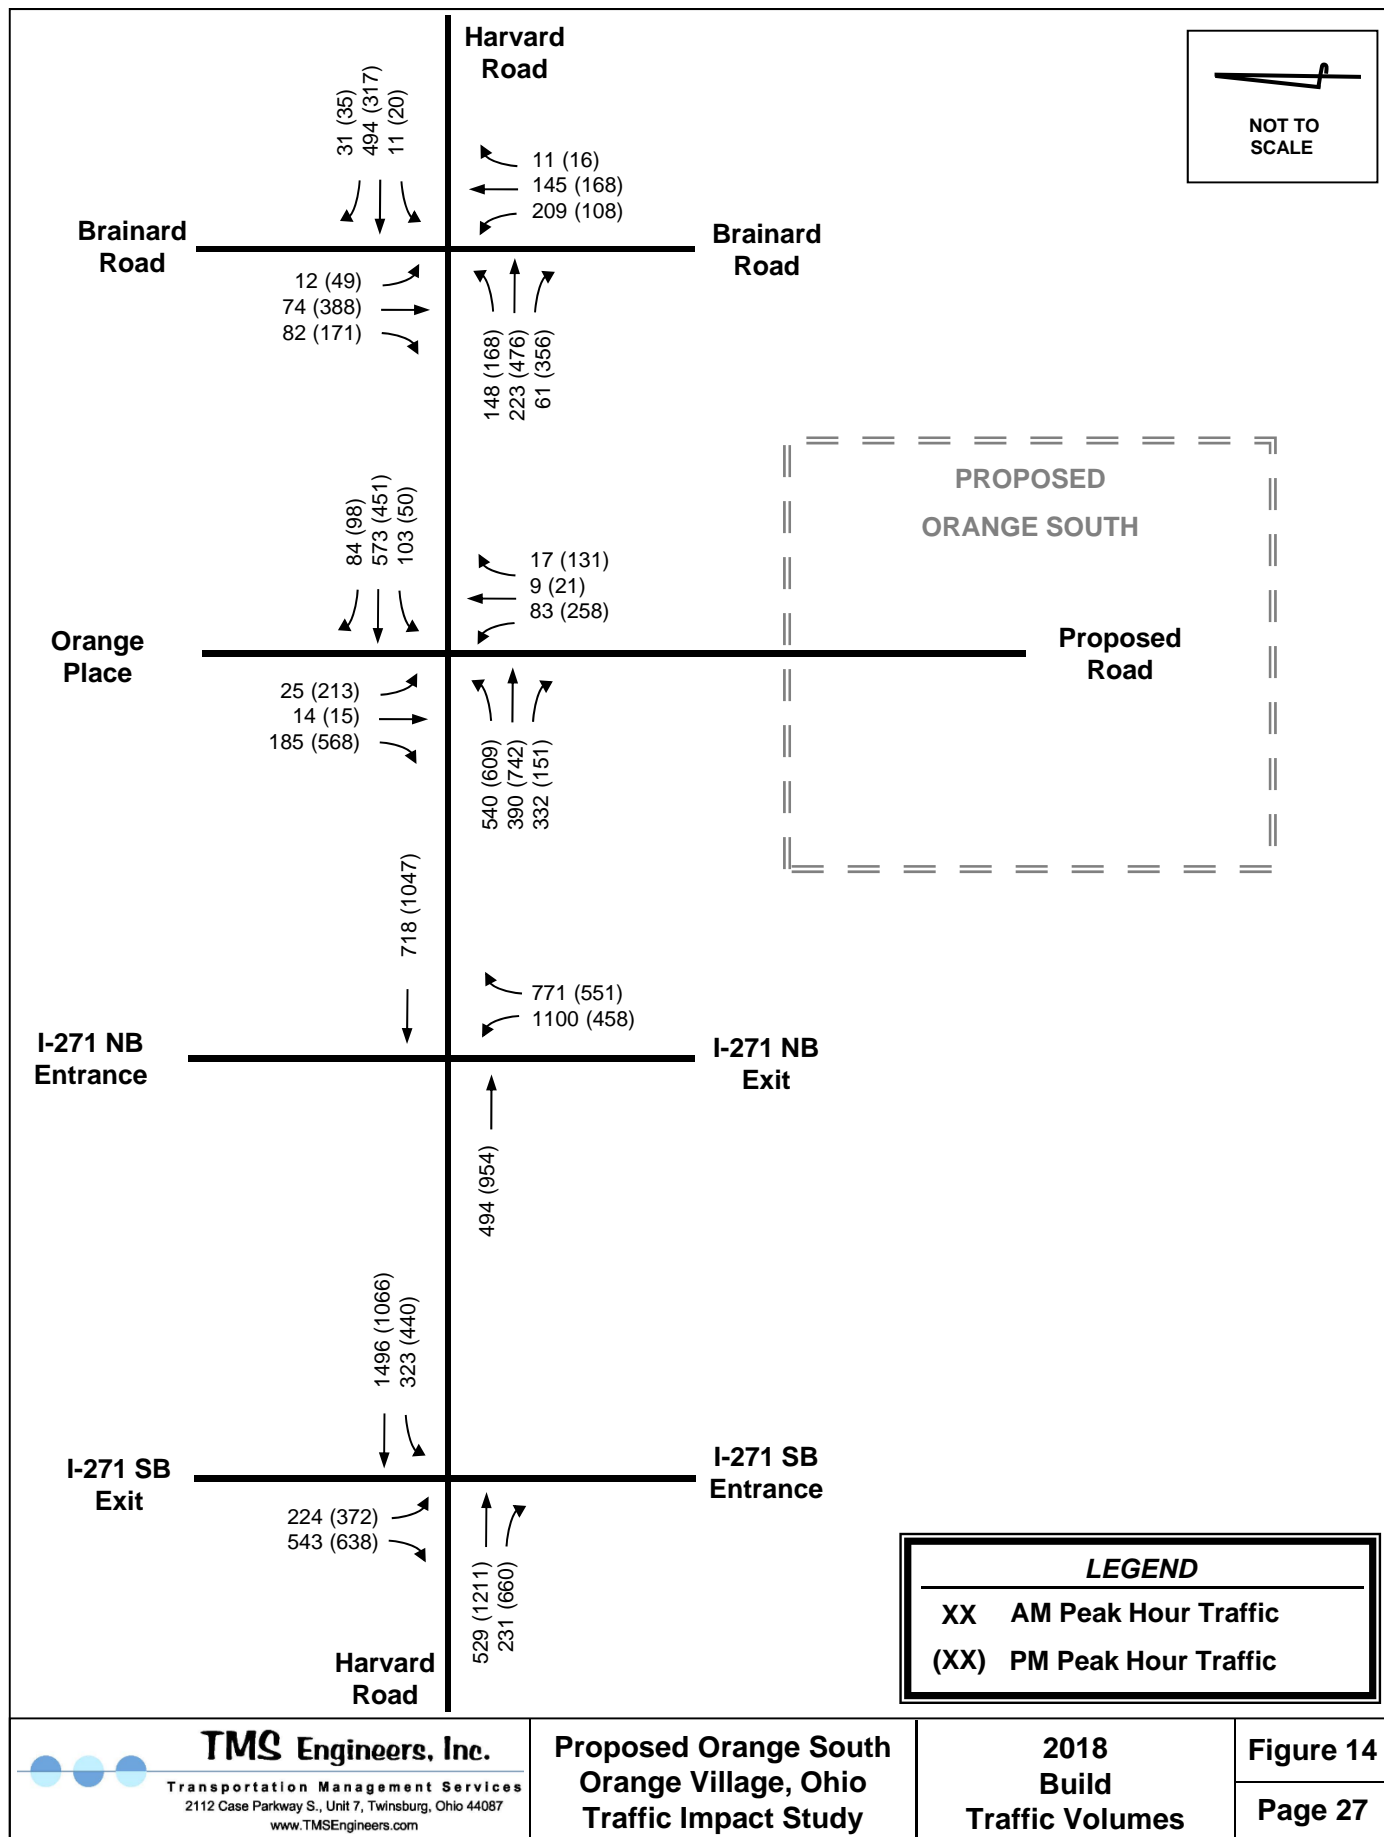 Harvard
Road
NOT TO
SCALE
31 (35)
494 (317)
11 (20)
11 (16)
145 (168)
209 (108)
Brainard
Road
Brainard
Road
12 (49)
74 (388)
82 (171)
148 (168)
223 (476)
61 (356)
PROPOSED
ORANGE SOUTH
84 (98)
573 (451)
103 (50)
17 (131)
9 (21)
83 (258)
Orange
Place
Proposed
Road
25 (213)
14 (15)
185 (568)
540 (609)
390 (742)
332 (151)
718 (1047)
771 (551)
1100 (458)
I-271 NB
Entrance
I-271 NB
Exit
494 (954)
1496 (1066)
323 (440)
I-271 SB
Exit
I-271 SB
Entrance
224 (372)
543 (638)
529 (1211)
231 (660)
Harvard
Road
LEGEND
XX AM Peak Hour Traffic
(XX) PM Peak Hour Traffic
TMS Engineers, Inc.
Transportation Management Services
2112 Case Parkway S., Unit 7, Twinsburg, Ohio 44087
www.TMSEngineers.com
Proposed Orange South
Orange Village, Ohio
Traffic Impact Study
2018
Build
Traffic Volumes
Figure 14
Page 27